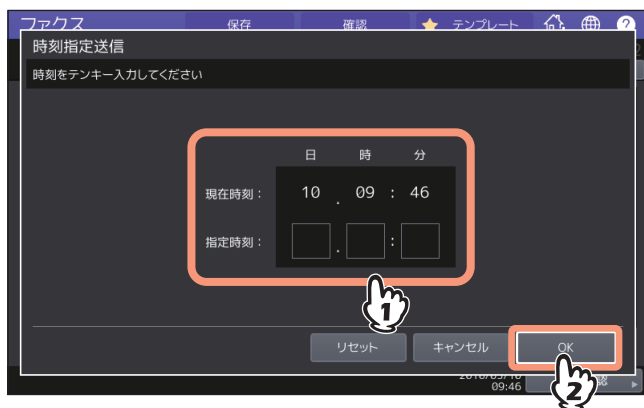 ファクス 保存 確認 テンプレート ?
時刻指定送信
時刻をテンキー入力してください
日 時 分
現在時刻： 10 . 09 : 46
指定時刻： . :
1
リセット キャンセル OK
09:46
2